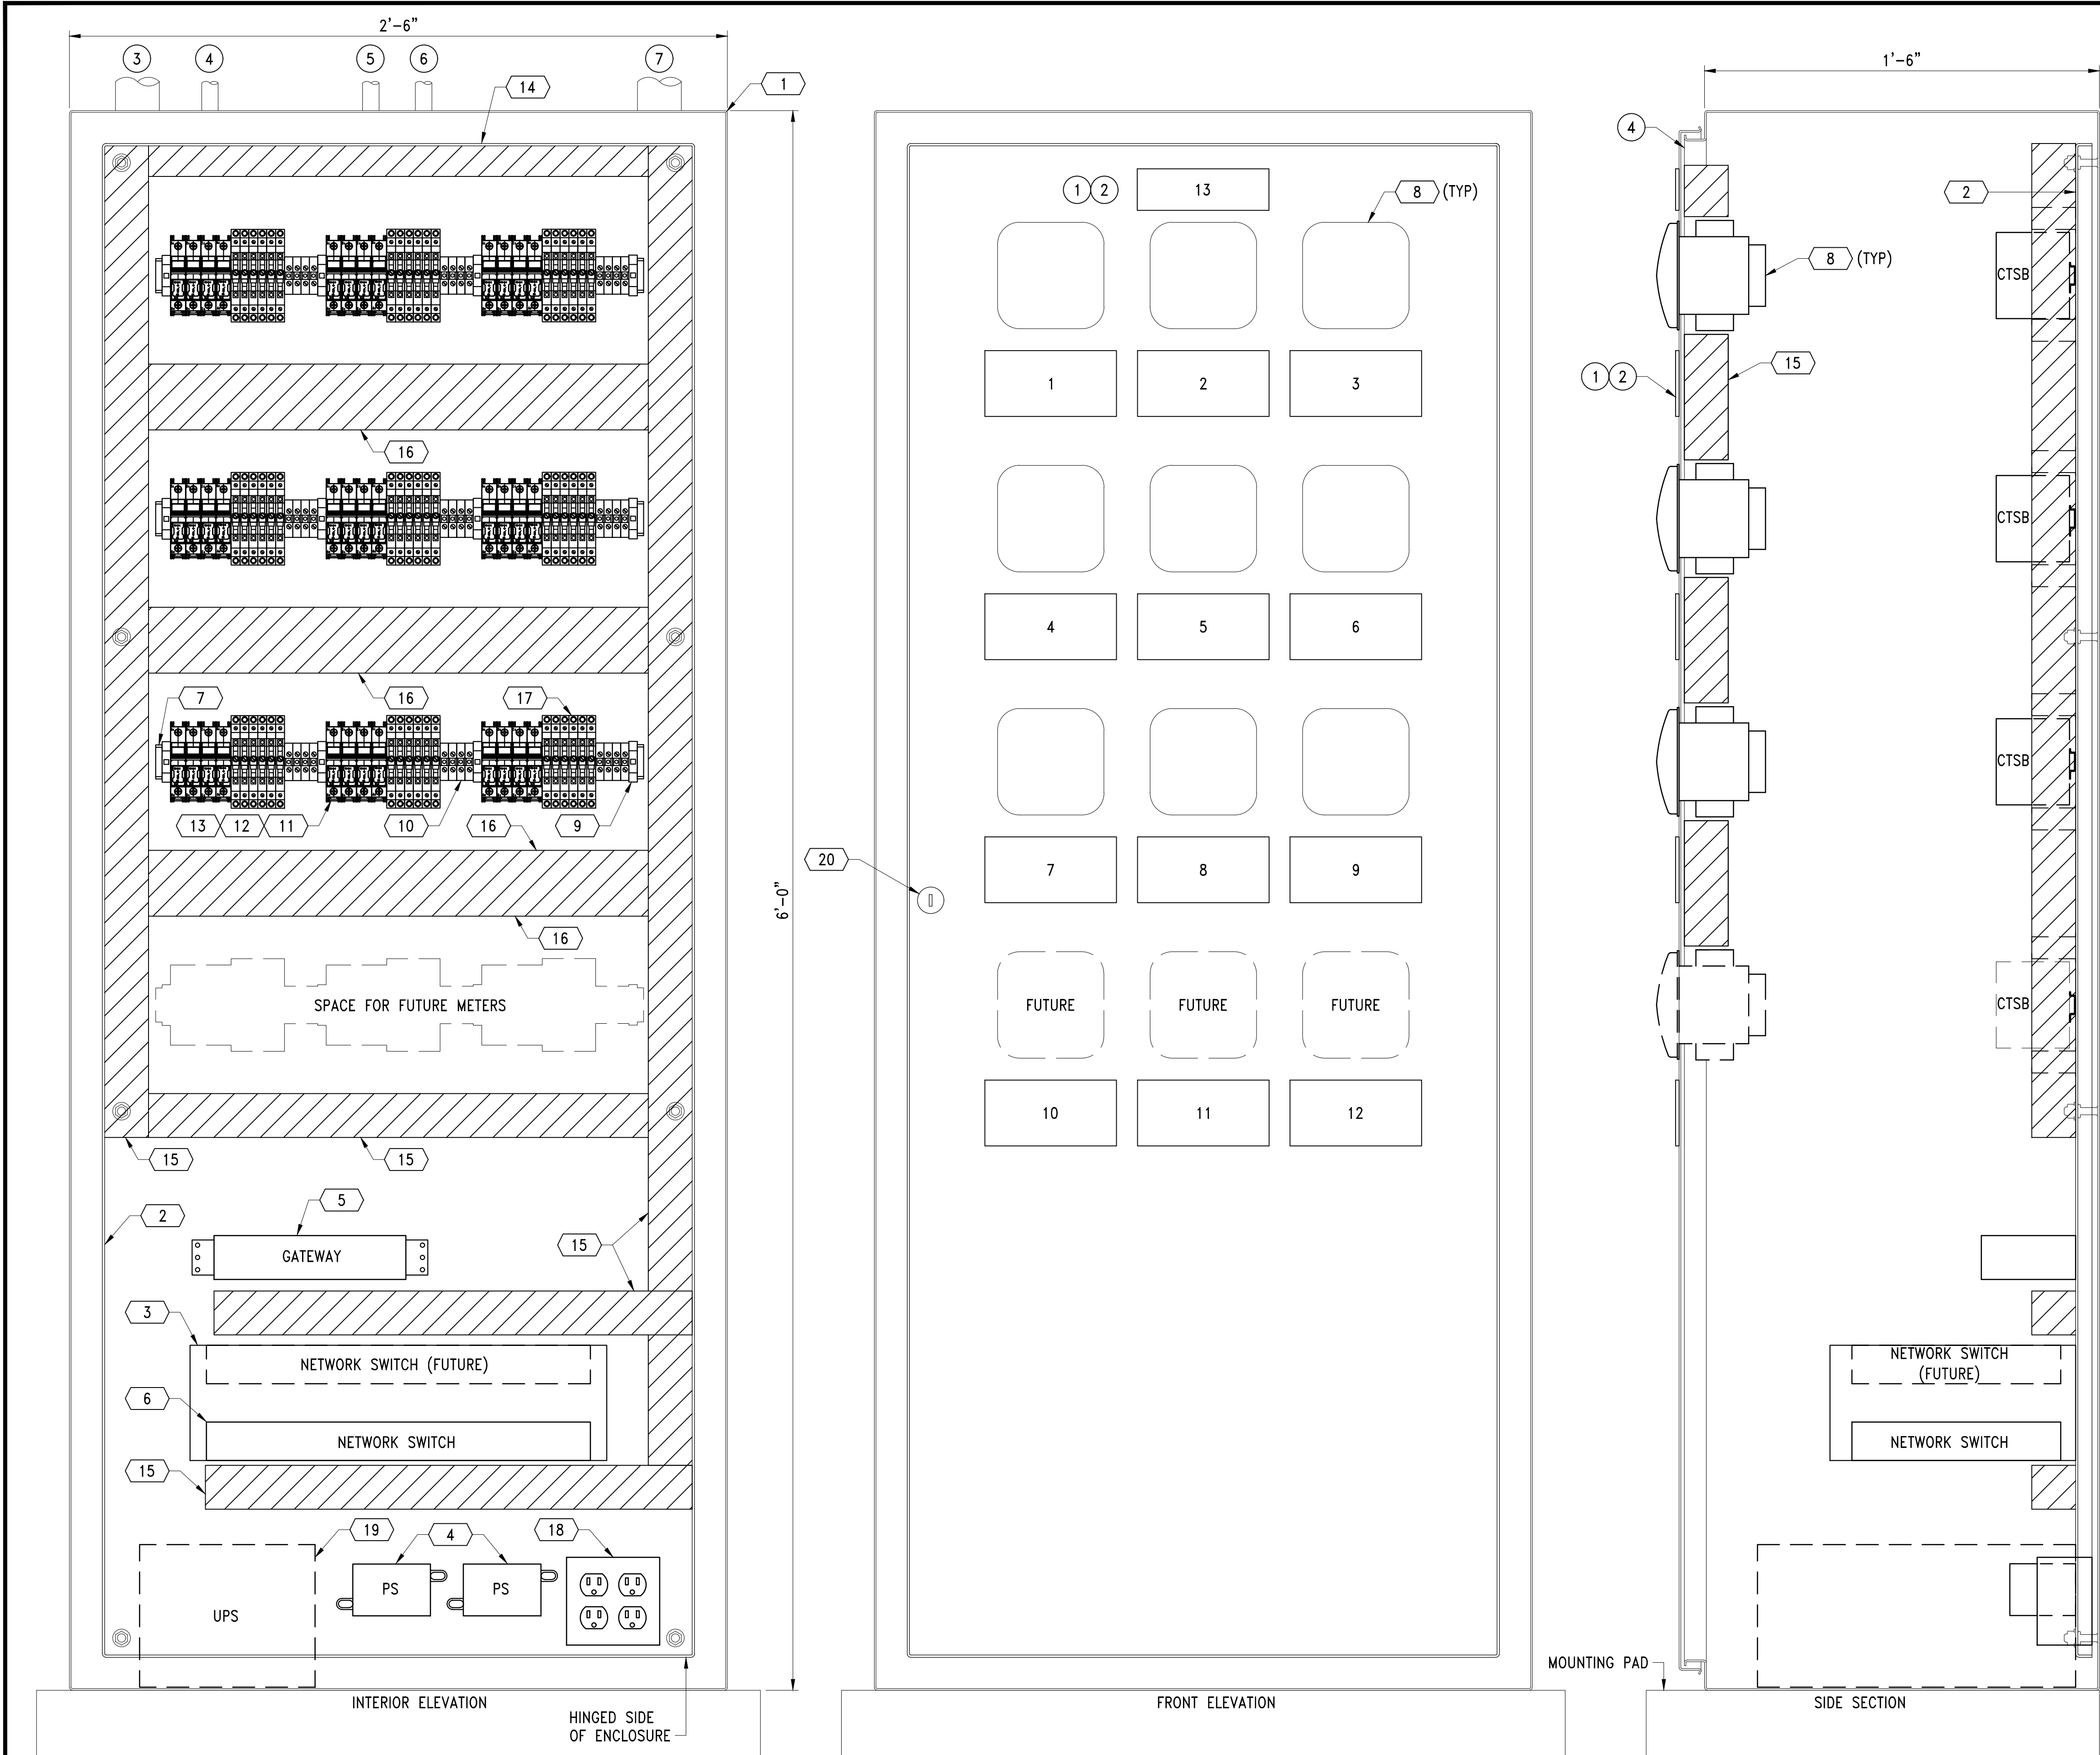 2'-6"
3 4 5 6 7
14
1
16
16
7
17
13 12 11
10
16
9
16
SPACE FOR FUTURE METERS
15
15
2
5
GATEWAY
15
3
NETWORK SWITCH (FUTURE)
6
NETWORK SWITCH
15
19
4
18
UPS
PS
PS
6'-0"
INTERIOR ELEVATION
HINGED SIDE
OF ENCLOSURE
1 2
13
8 (TYP)
1 2 3
4 5 6
7 8 9
20
FUTURE FUTURE FUTURE
10 11 12
FRONT ELEVATION
1'-6"
4
2
8 (TYP)
CTSB
1 2
15
CTSB
CTSB
CTSB
NETWORK SWITCH
(FUTURE)
NETWORK SWITCH
MOUNTING PAD
SIDE SECTION